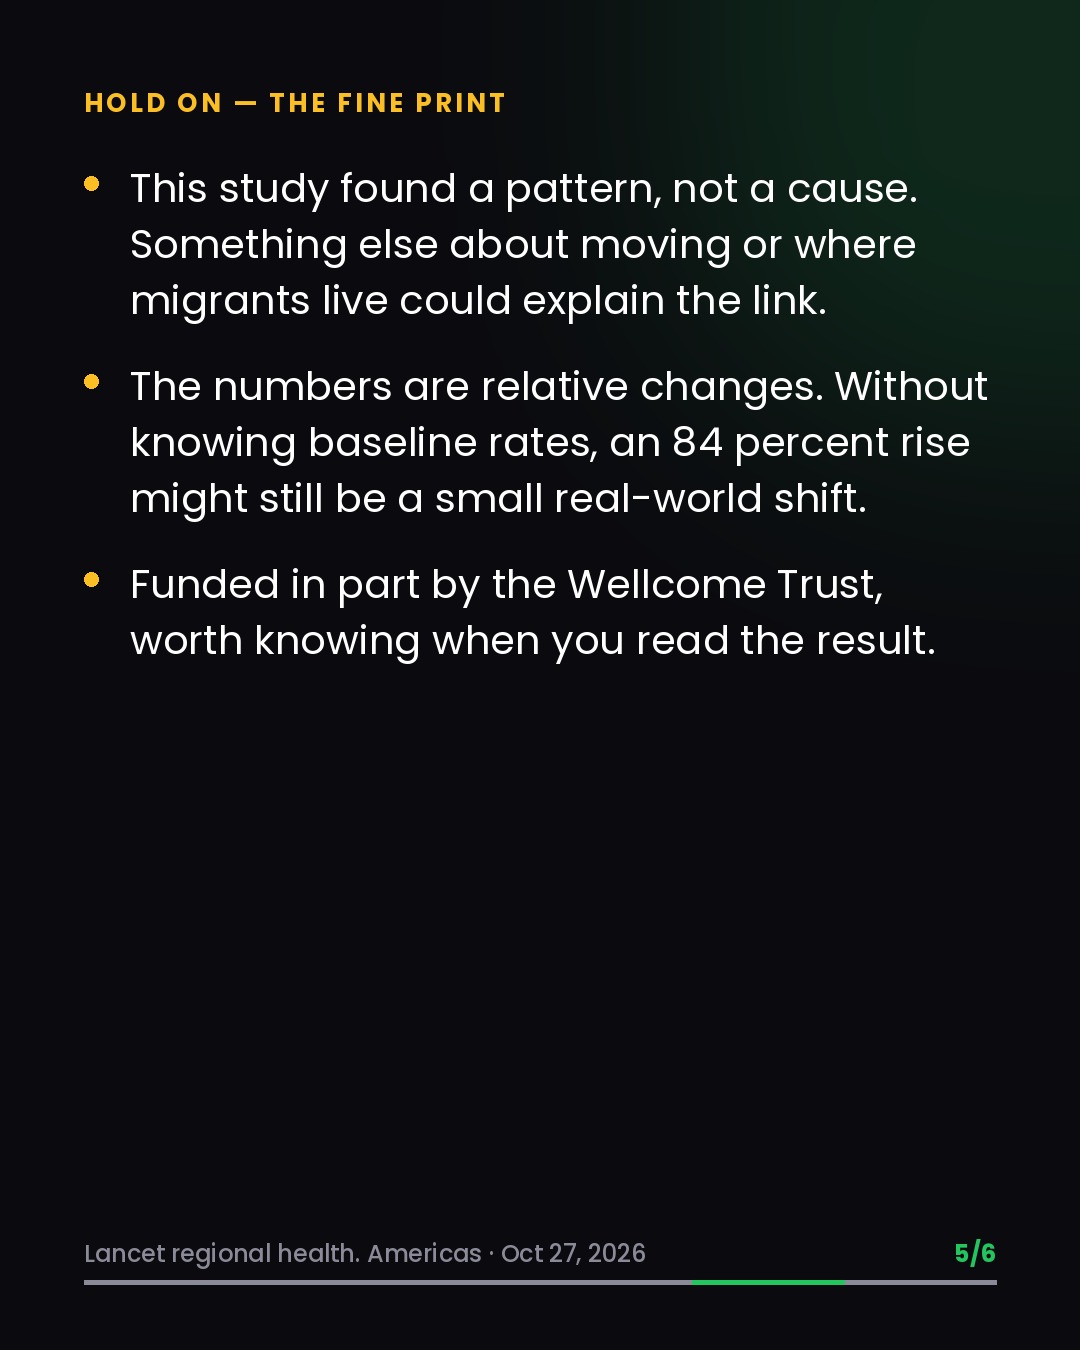 HOLD ON — THE FINE PRINT
This study found a pattern, not a cause.
Something else about moving or where
migrants live could explain the link.
The numbers are relative changes. Without
knowing baseline rates, an 84 percent rise
might still be a small real-world shift.
Funded in part by the Wellcome Trust,
worth knowing when you read the result.
Lancet regional health. Americas · Oct 27, 2026
5/6